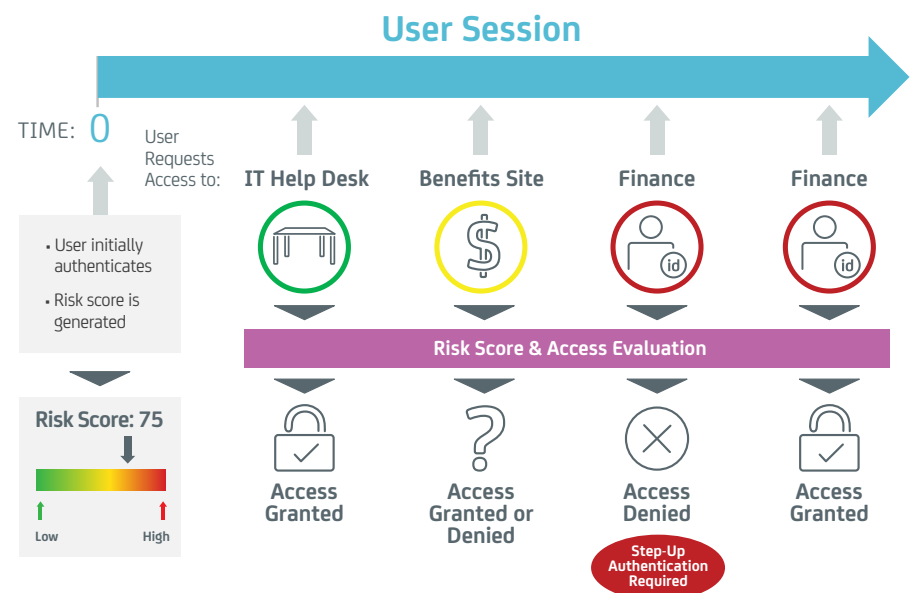 User Session
TIME: 0
User
Requests
Access to:
IT Help Desk
Benefits Site
Finance
Finance
• User initially
authenticates
• Risk score is
generated
id
id
Risk Score & Access Evaluation
Risk Score: 75
Low
High
Access
Granted
Access
Granted or
Denied
Access
Denied
Step-Up
Authentication
Required
Access
Granted